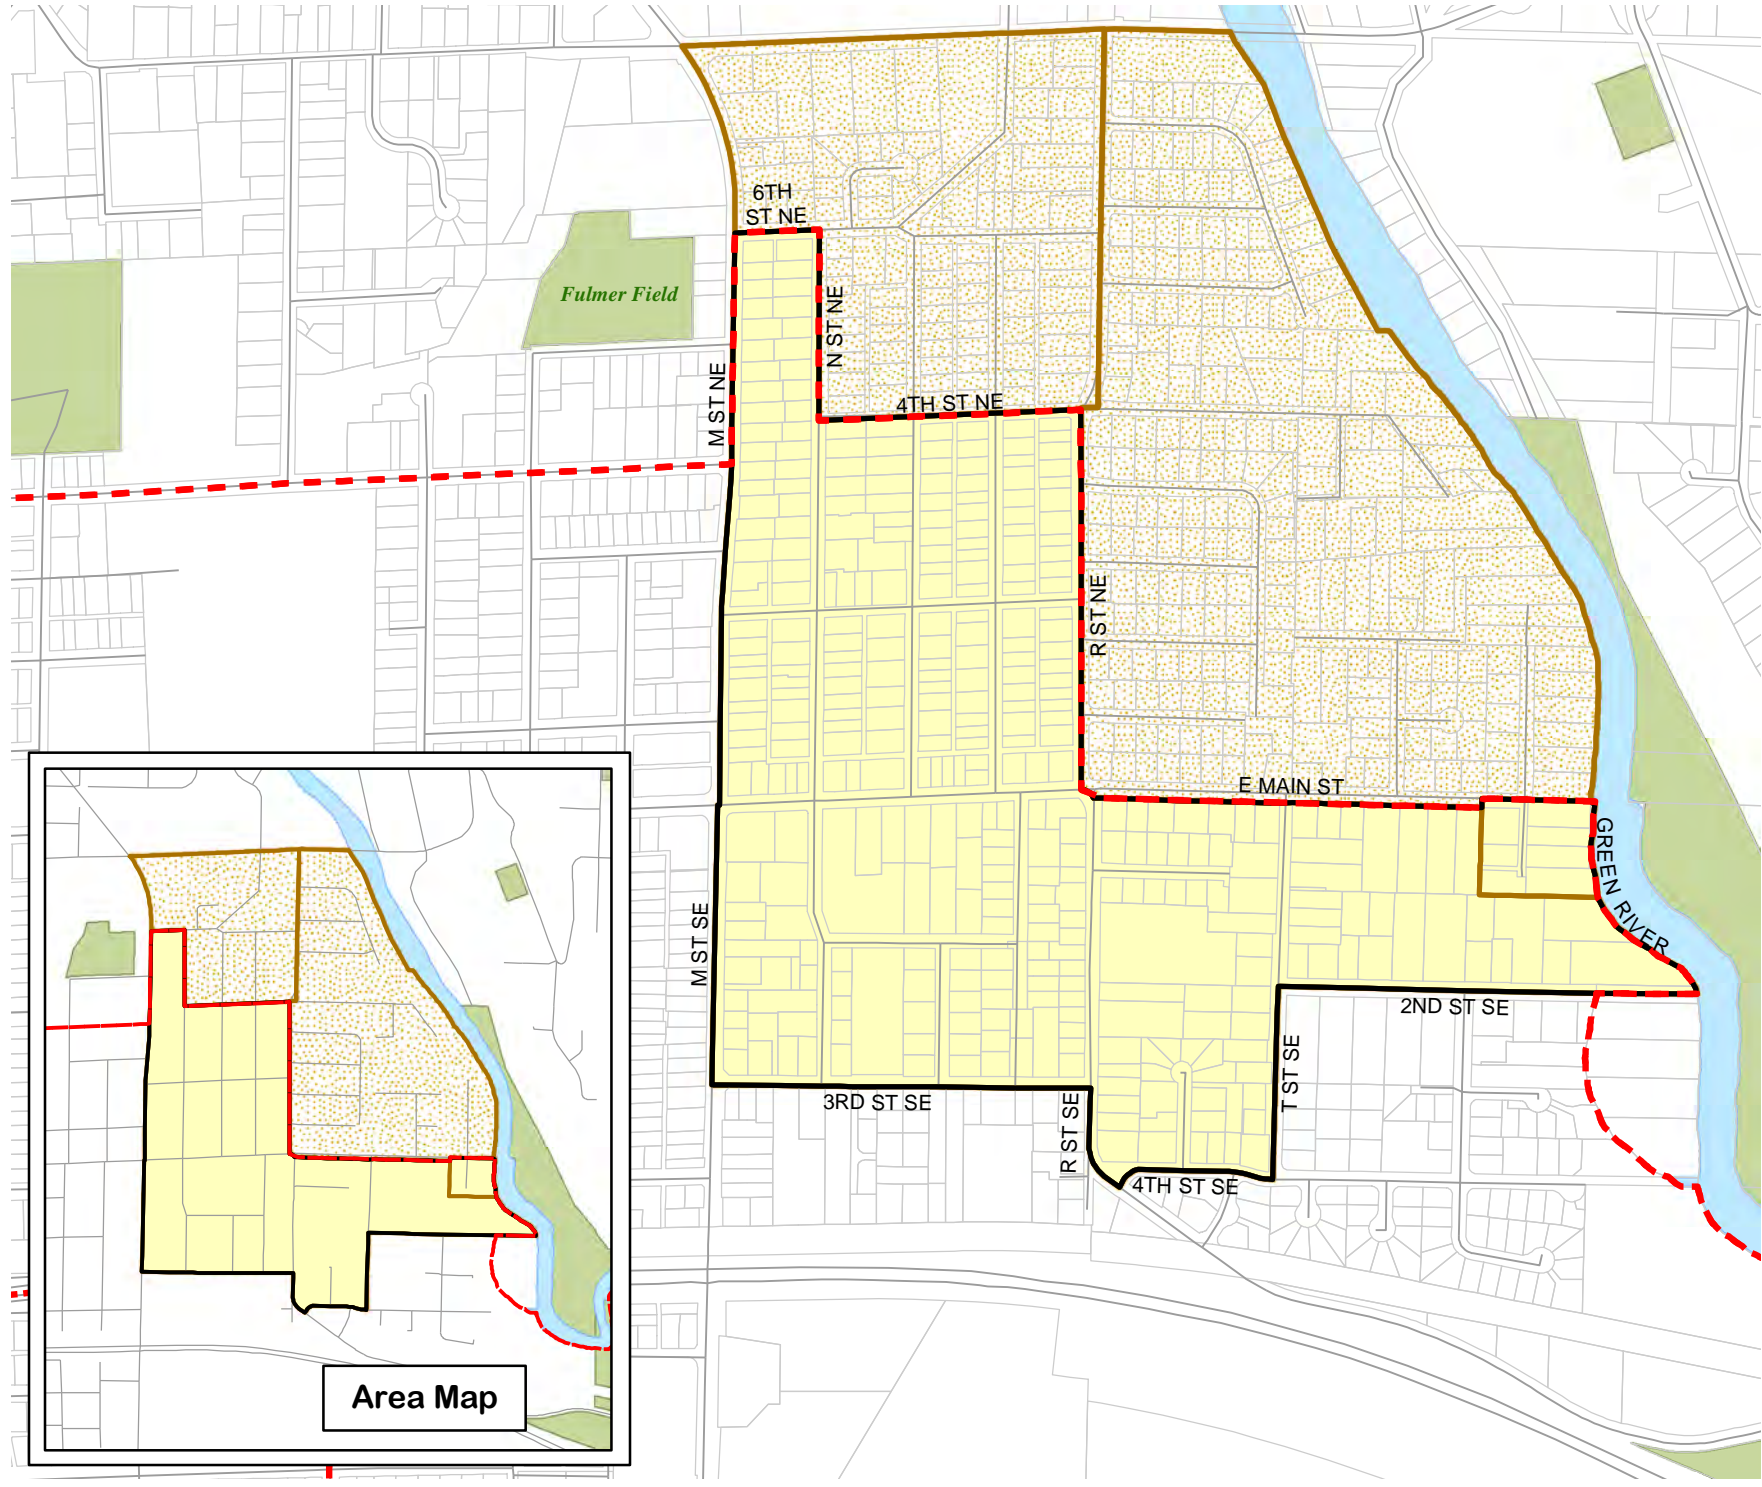 6TH
ST NE
Fulmer Field
N ST NE
M ST NE
4TH ST NE
R ST NE
E MAIN ST
GREEN RIVER
M ST SE
2ND ST SE
T ST SE
3RD ST SE
R ST SE
4TH ST SE
Area Map